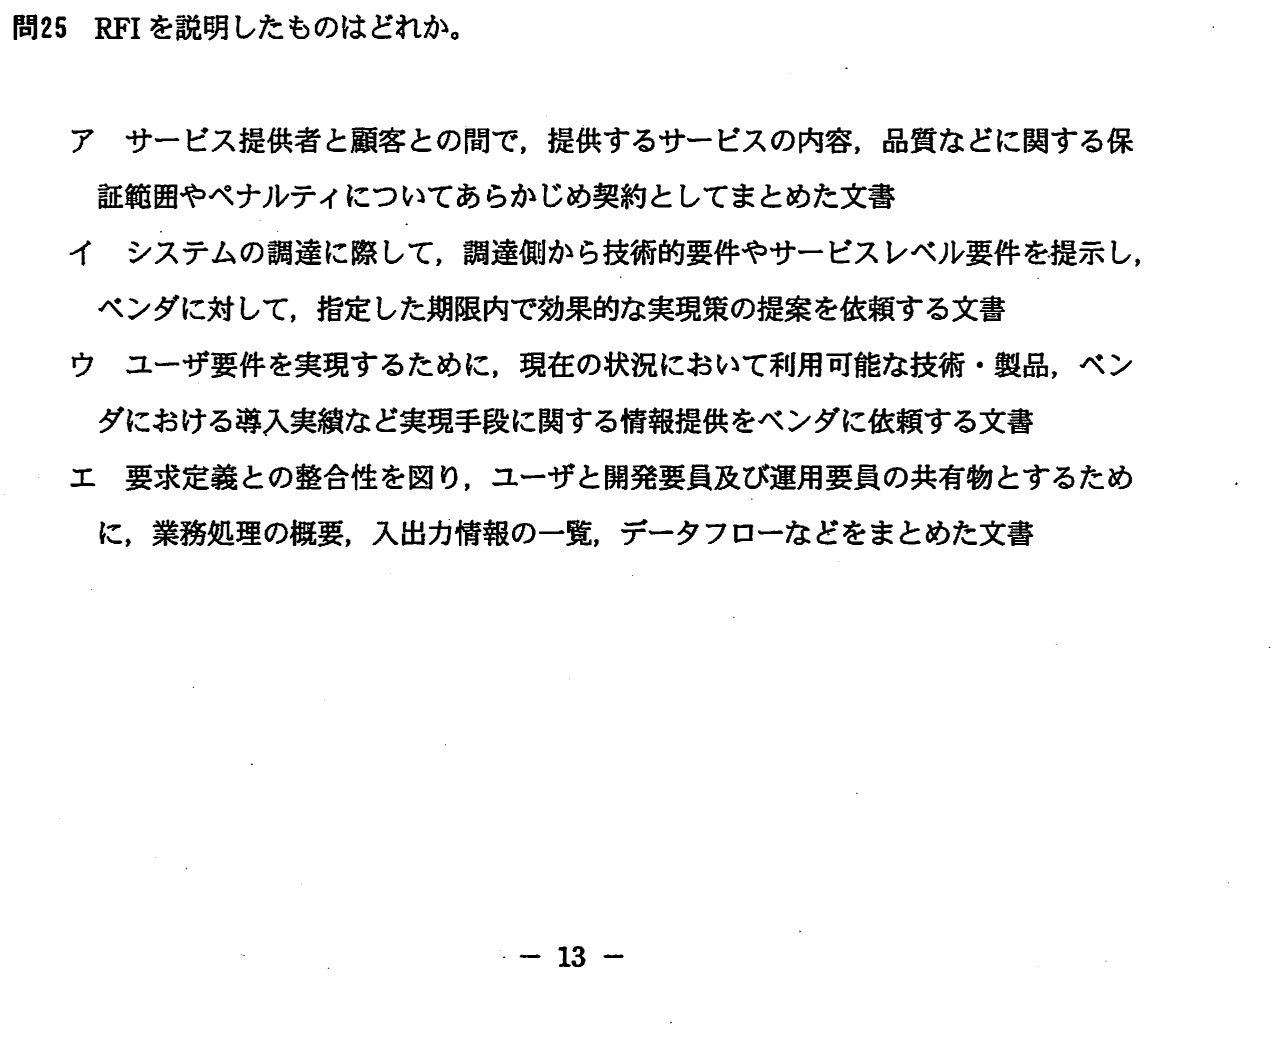 問25 RFIを説明したものはどれか。
ア サービス提供者と顧客との間で，提供するサービスの内容，品質などに関する保
証範囲やペナルティについてあらかじめ契約としてまとめた文書
イ システムの調達に際して，調達側から技術的要件やサービスレベル要件を提示し，
ベンダに対して，指定した期限内で効果的な実現策の提案を依頼する文書
ウ ユーザ要件を実現するために，現在の状況において利用可能な技術・製品，ベン
ダにおける導入実績など実現手段に関する情報提供をベンダに依頼する文書
エ 要求定義との整合性を図り，ユーザと開発要員及び運用要員の共有物とするため
に，業務処理の概要，入出力情報の一覧，データフローなどをまとめた文書
－ 13 －